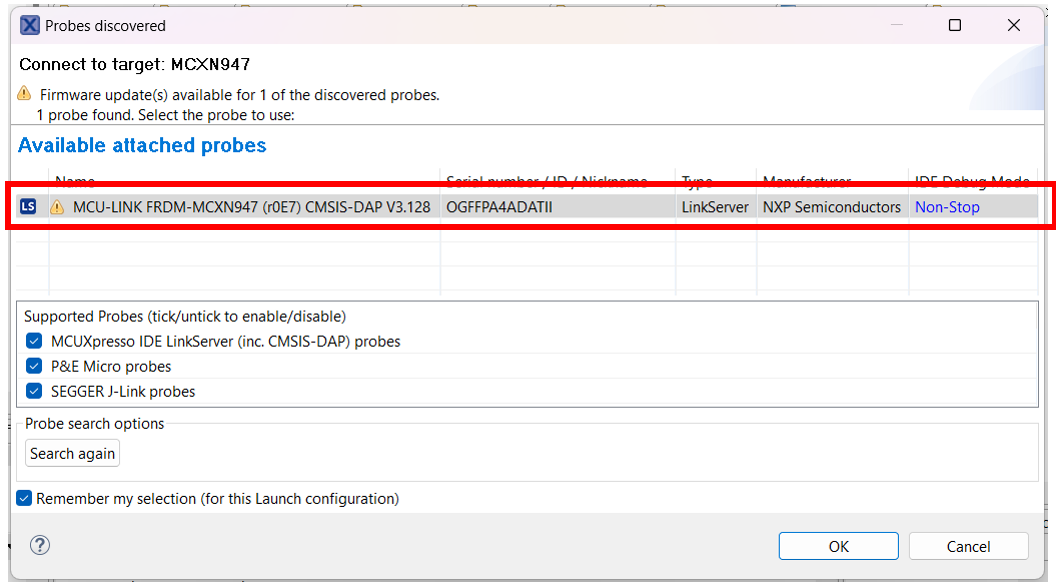 Probes discovered
Connect to target: MCXN947
Firmware update(s) available for 1 of the discovered probes.
1 probe found. Select the probe to use:
Available attached probes
Name Serial number / ID / Nickname Type Manufacturer IDE Debug Mode
LS MCU-LINK FRDM-MCXN947 (r0E7) CMSIS-DAP V3.128 OGFFPA4ADATII LinkServer NXP Semiconductors Non-Stop
Supported Probes (tick/untick to enable/disable)
MCUXpresso IDE LinkServer (inc. CMSIS-DAP) probes
P&E Micro probes
SEGGER J-Link probes
Probe search options
Search again
Remember my selection (for this Launch configuration)
? OK Cancel